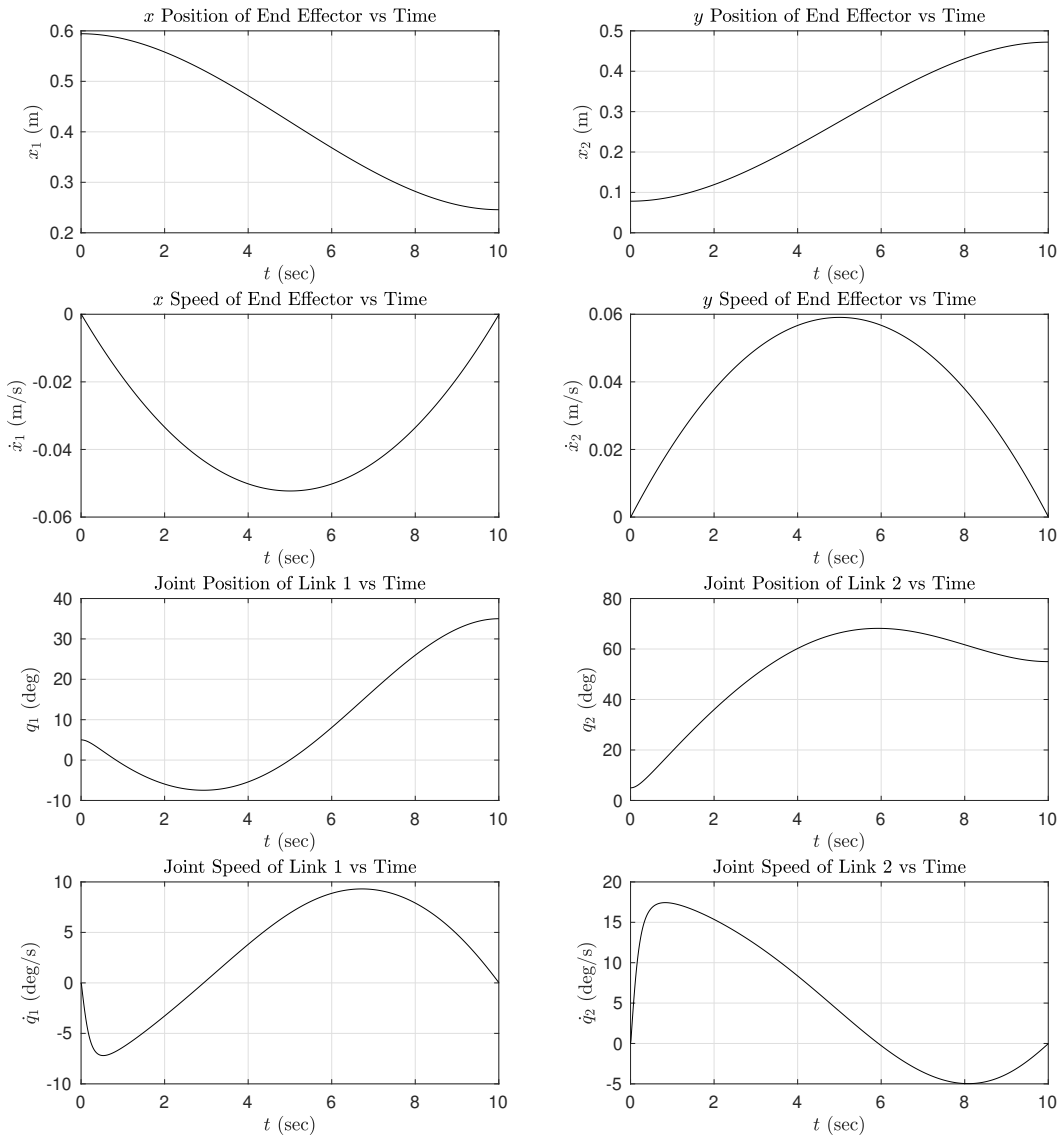 x Position of End Effector vs Time
0.6
0.5
0.4
0.3
0.2
x₁ (m)
0 2 4 6 8 10
t (sec)
y Position of End Effector vs Time
0.5
0.4
0.3
0.2
0.1
0
x₂ (m)
0 2 4 6 8 10
t (sec)
x Speed of End Effector vs Time
0
-0.02
-0.04
-0.06
ẋ₁ (m/s)
0 2 4 6 8 10
t (sec)
y Speed of End Effector vs Time
0.06
0.04
0.02
0
ẋ₂ (m/s)
0 2 4 6 8 10
t (sec)
Joint Position of Link 1 vs Time
40
30
20
10
0
-10
q₁ (deg)
0 2 4 6 8 10
t (sec)
Joint Position of Link 2 vs Time
80
60
40
20
0
q₂ (deg)
0 2 4 6 8 10
t (sec)
Joint Speed of Link 1 vs Time
10
5
0
-5
-10
q̇₁ (deg/s)
0 2 4 6 8 10
t (sec)
Joint Speed of Link 2 vs Time
20
15
10
5
0
-5
q̇₂ (deg/s)
0 2 4 6 8 10
t (sec)